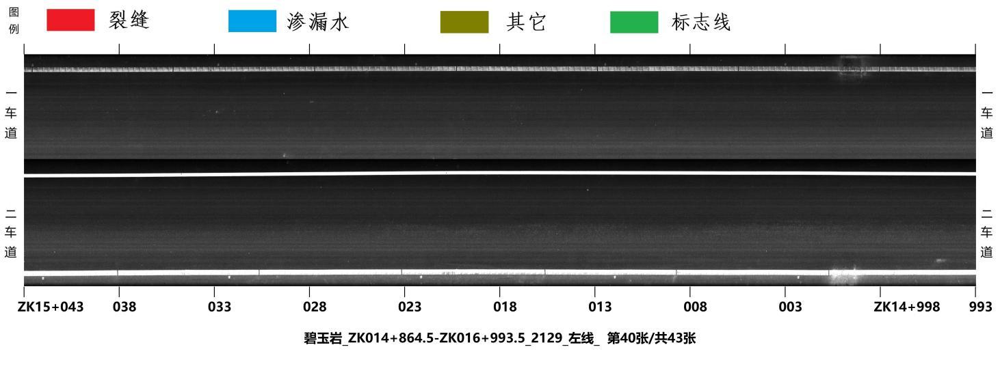 图例 裂缝 渗漏水 其它 标志线
一车道 一车道
二车道 二车道
ZK15+043 038 033 028 023 018 013 008 003 ZK14+998 993
碧玉岩_ZK014+864.5-ZK016+993.5_2129_左线_ 第40张/共43张